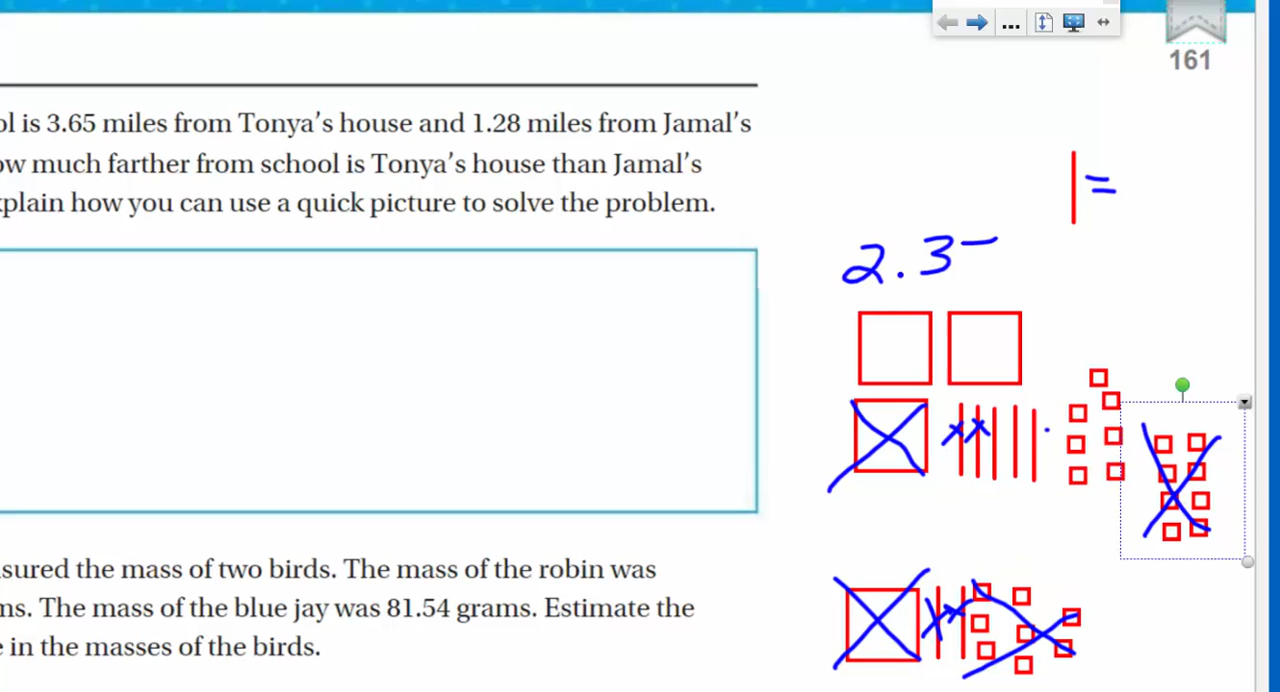 161
ol is 3.65 miles from Tonya's house and 1.28 miles from Jamal's
ow much farther from school is Tonya's house than Jamal's
xplain how you can use a quick picture to solve the problem.
| =
2.3
sured the mass of two birds. The mass of the robin was
ms. The mass of the blue jay was 81.54 grams. Estimate the
e in the masses of the birds.